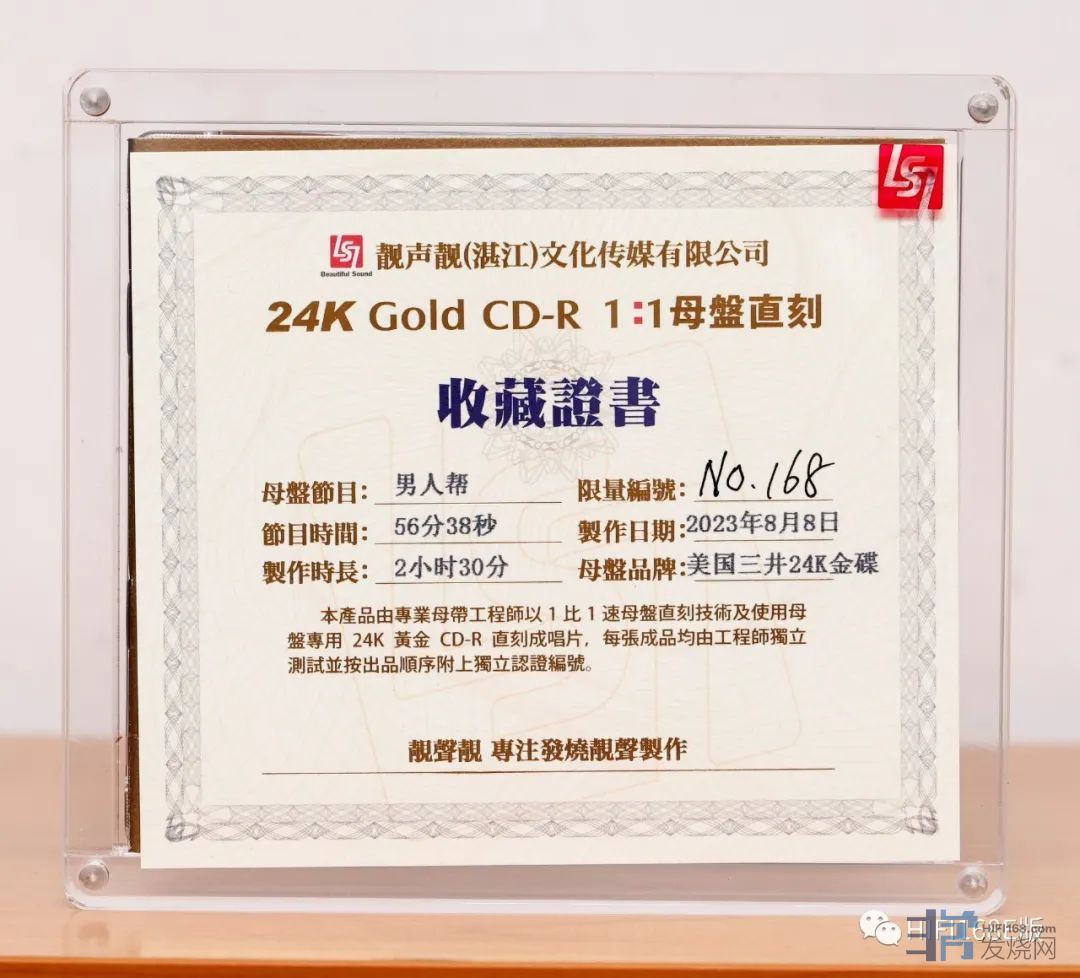 LSJ
LSJ
Beautiful Sound
靓声靓(湛江)文化传媒有限公司
24K Gold CD-R 1:1母盤直刻
收藏證書
母盤節目: 男人帮 限量編號: NO.168
節目時間: 56分38秒 製作日期:2023年8月8日
製作時長: 2小时30分 母盤品牌:美国三井24K金碟
本產品由專業母帶工程師以 1 比 1 速母盤直刻技術及使用母
盤專用 24K 黃金 CD-R 直刻成唱片，每張成品均由工程師獨立
測試並按出品順序附上獨立認證編號。
靚聲靚 專注發燒靚聲製作
HIFI168.com
发烧网